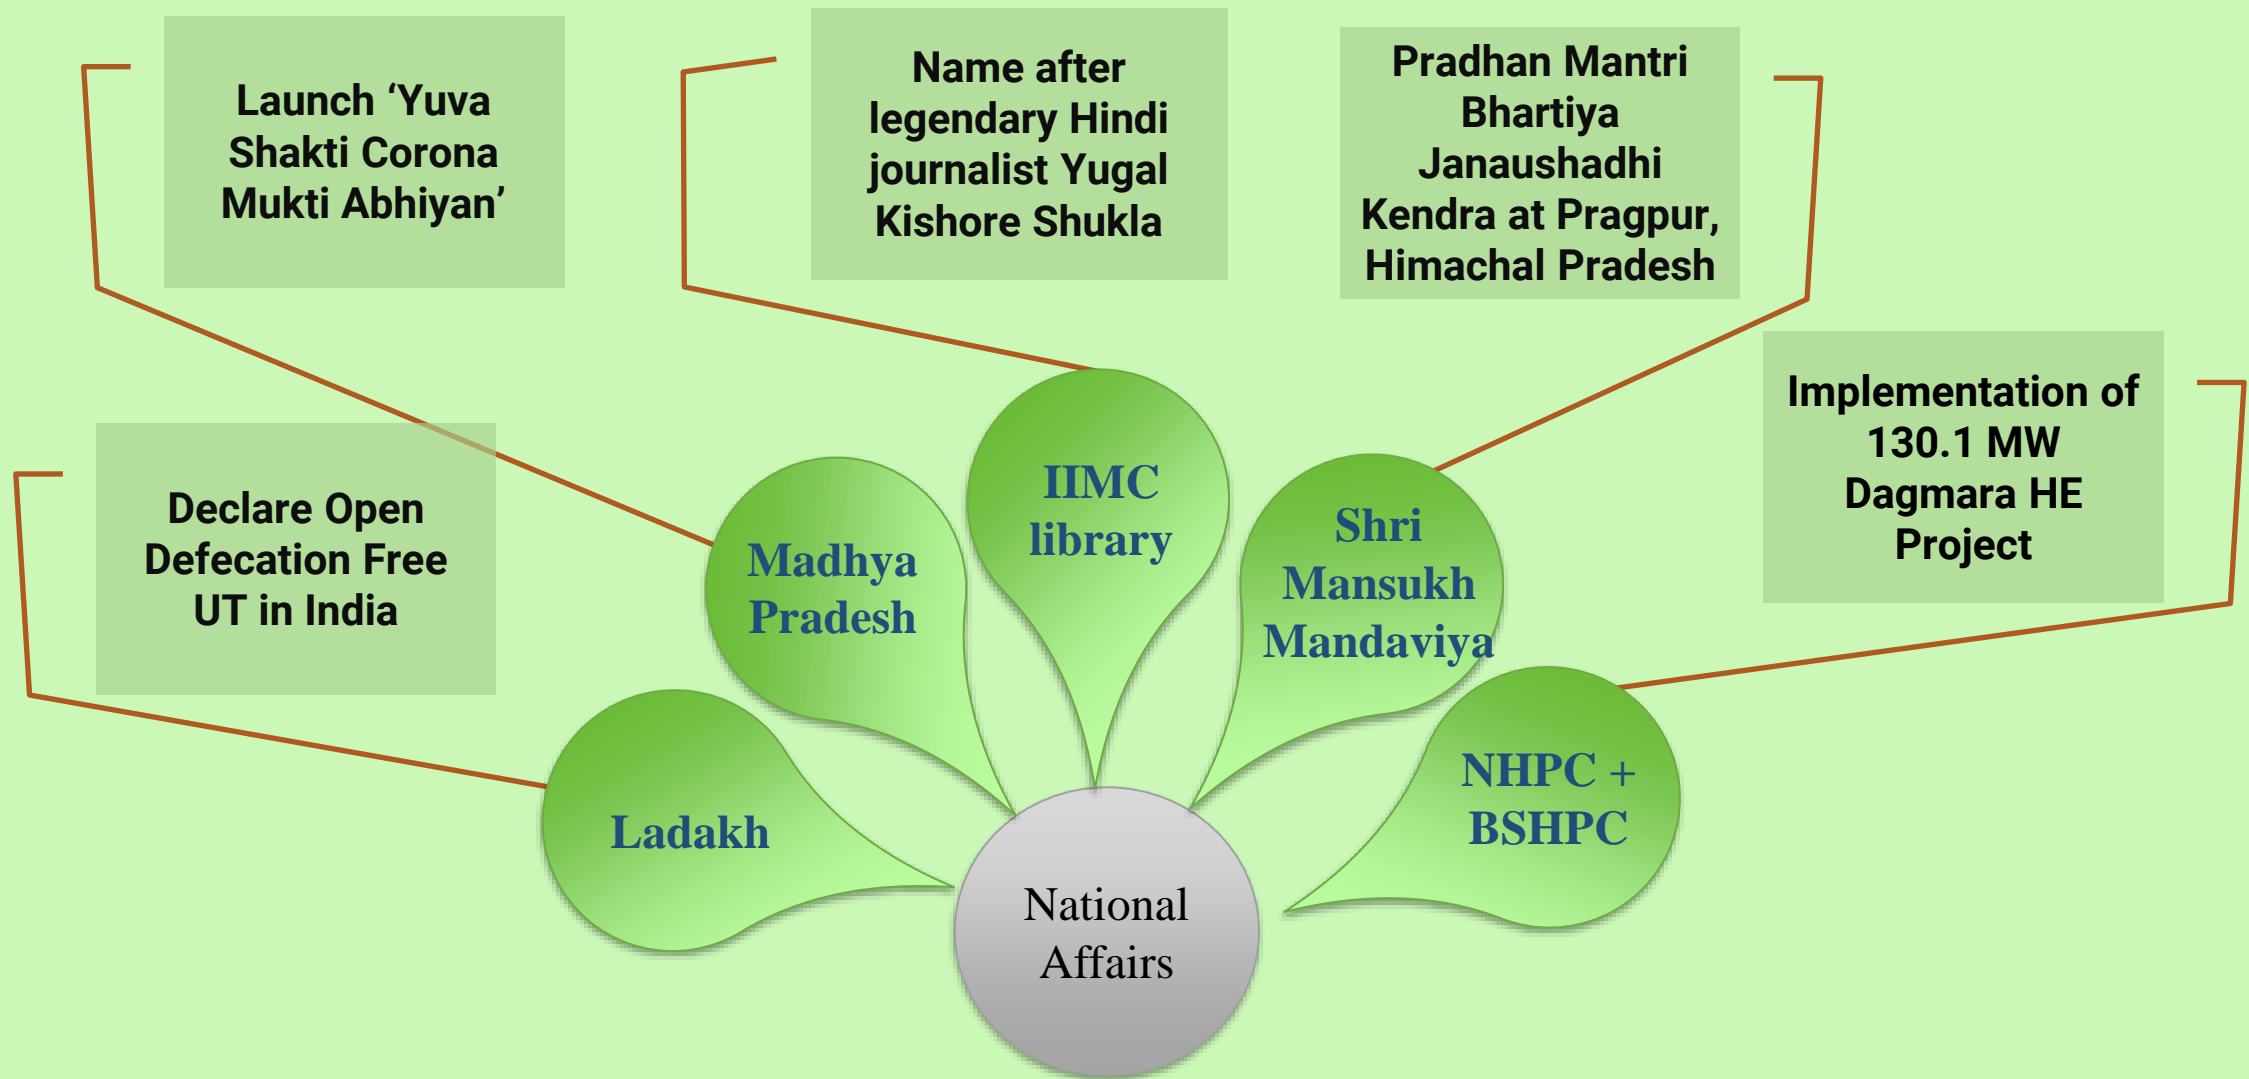 Launch ‘Yuva
Shakti Corona
Mukti Abhiyan’
Name after
legendary Hindi
journalist Yugal
Kishore Shukla
Pradhan Mantri
Bhartiya
Janaushadhi
Kendra at Pragpur,
Himachal Pradesh
Implementation of
130.1 MW
Dagmara HE
Project
Declare Open
Defecation Free
UT in India
Madhya
Pradesh
IIMC
library
Shri
Mansukh
Mandaviya
Ladakh
NHPC +
BSHPC
National
Affairs